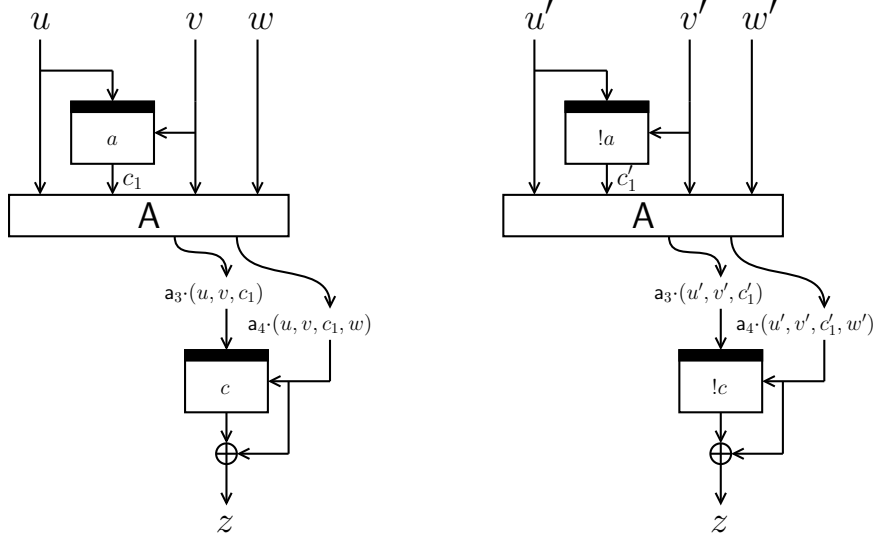 u v w u′ v′ w′
a !a
c₁ c′₁
A A
a₃·(u, v, c₁) a₃·(u′, v′, c′₁)
a₄·(u, v, c₁, w) a₄·(u′, v′, c′₁, w′)
c !c
z z